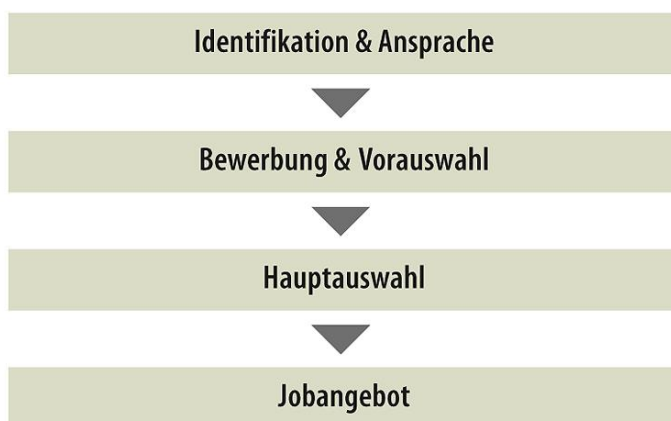 Identifikation & Ansprache
Bewerbung & Vorauswahl
Hauptauswahl
Jobangebot